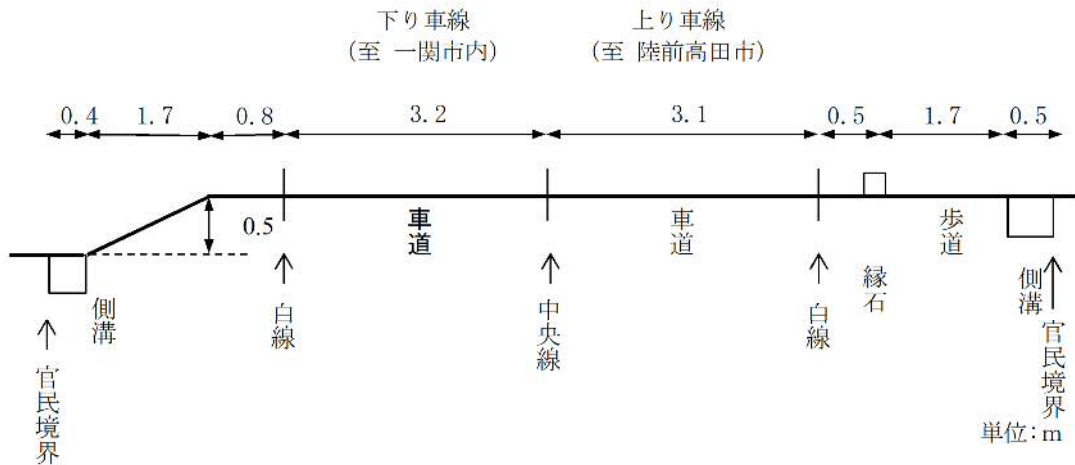 下り車線
(至 一関市内)
上り車線
(至 陸前高田市)
0.4
1.7
0.8
3.2
3.1
0.5
1.7
0.5
0.5
車道
車道
歩道
側溝
白線
中央線
白線
縁石
側溝
官民境界
官民境界
単位:m